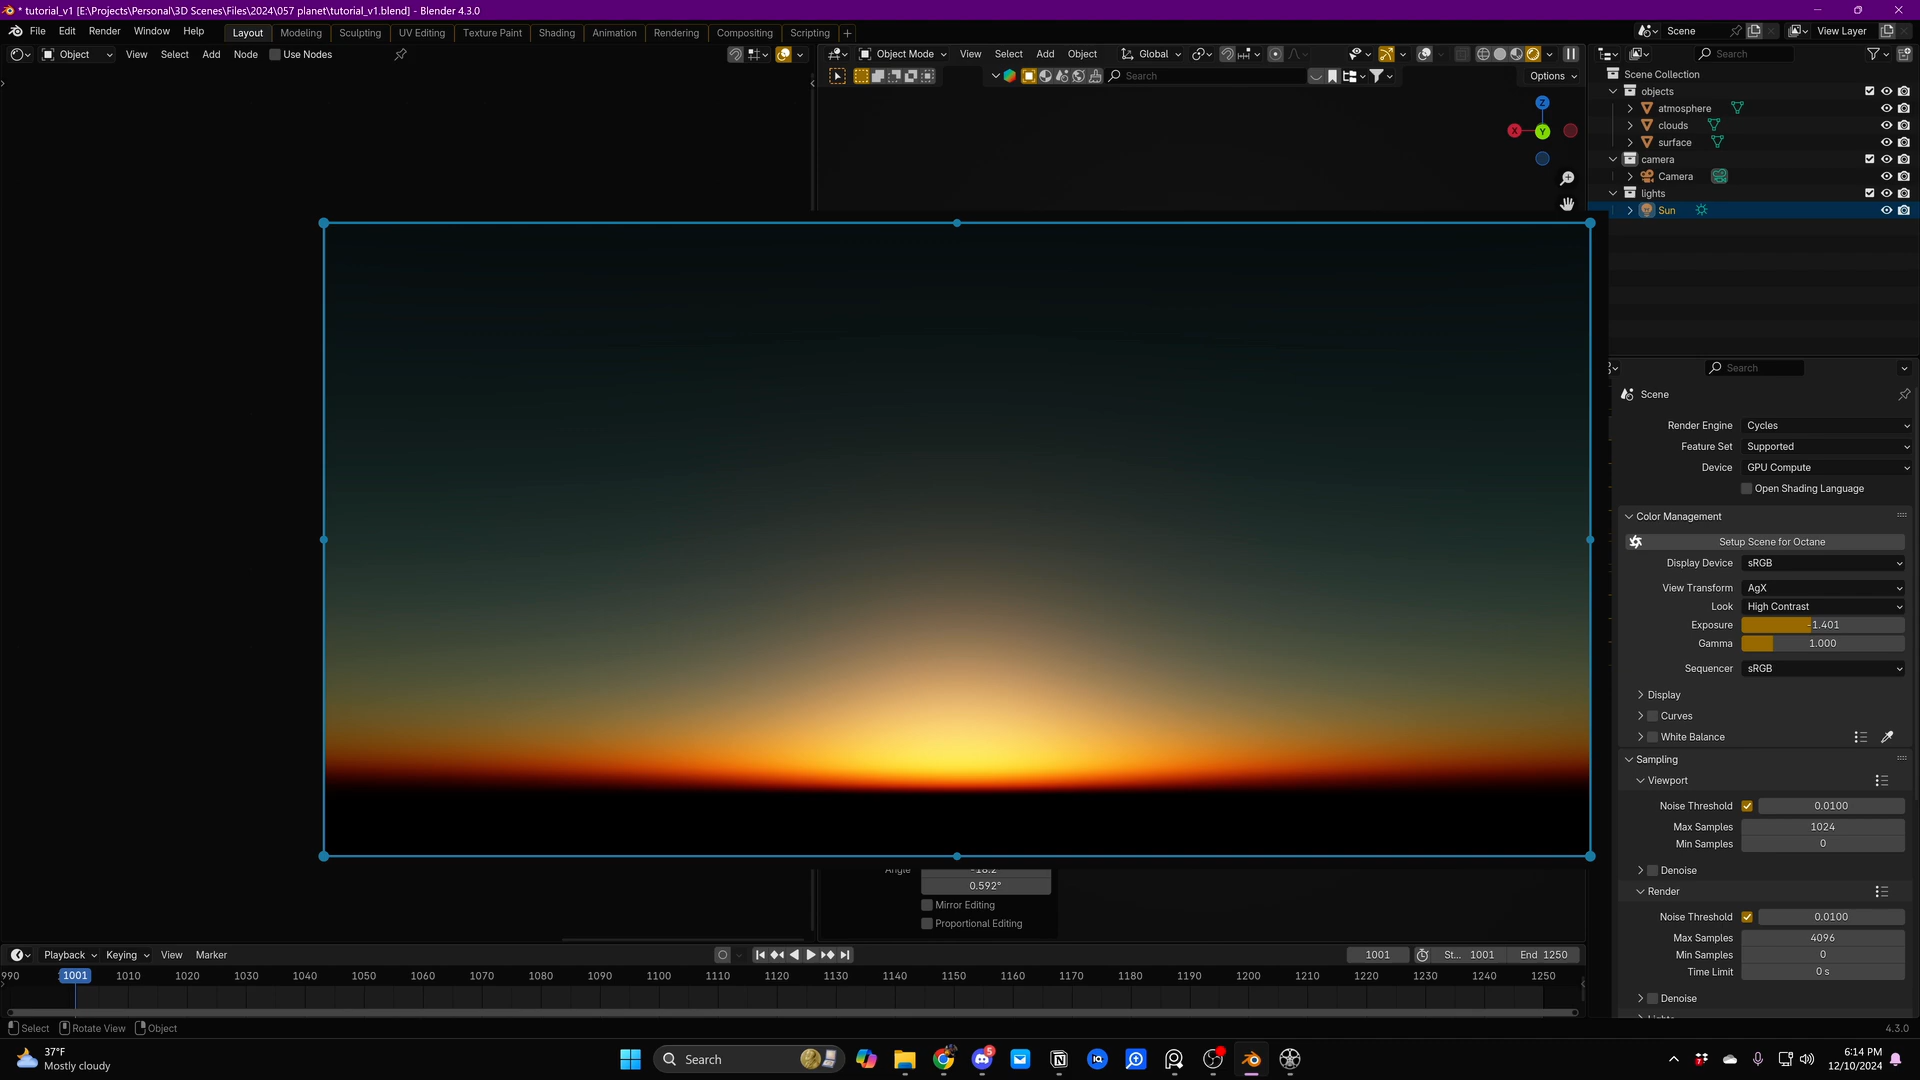 * tutorial_v1 [E:\Projects\Personal\3D Scenes\Files\2024\057 planet\tutorial_v1.blend] - Blender 4.3.0
File Edit Render Window Help Layout Modeling Sculpting UV Editing Texture Paint Shading Animation Rendering Compositing Scripting + Scene View Layer
Object View Select Add Node Use Nodes Object Mode View Select Add Object Global Search
Search Options
Z
X Y
Scene Collection
objects
atmosphere
clouds
surface
camera
Camera
lights
Sun
Search
Scene
Render Engine Cycles
Feature Set Supported
Device GPU Compute
Open Shading Language
Color Management
Setup Scene for Octane
Display Device sRGB
View Transform AgX
Look High Contrast
Exposure -1.401
Gamma 1.000
Sequencer sRGB
Display
Curves
White Balance
Sampling
Viewport
Noise Threshold 0.0100
Max Samples 1024
Min Samples 0
Denoise
Render
Noise Threshold 0.0100
Max Samples 4096
Min Samples 0
Time Limit 0 s
Denoise
Angle
0.592°
Mirror Editing
Proportional Editing
Playback Keying View Marker 1001 St... 1001 End 1250
990 1001 1010 1020 1030 1040 1050 1060 1070 1080 1090 1100 1110 1120 1130 1140 1150 1160 1170 1180 1190 1200 1210 1220 1230 1240 1250
Select Rotate View Object 4.3.0
37°F
Mostly cloudy
Search
5
IQ
6:14 PM
12/10/2024